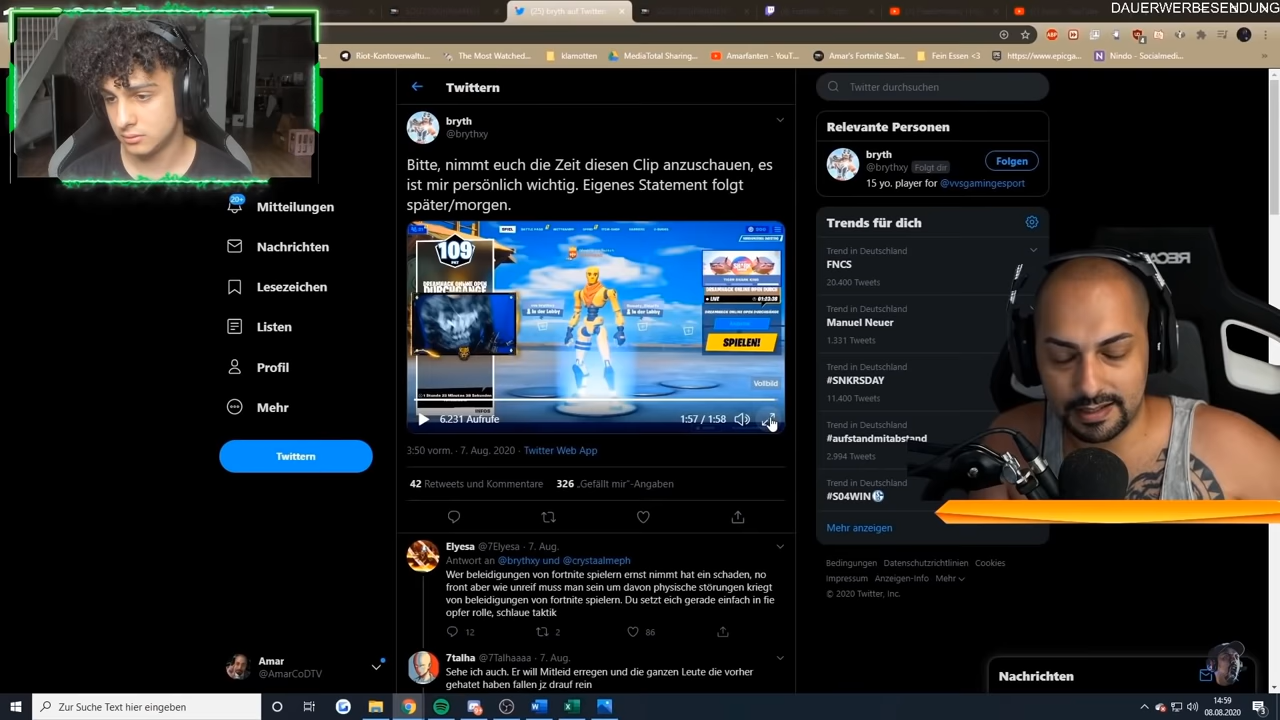 DAUERWERBESENDUNG
(25) bryth auf Twitter:
Riot-Kontoverwaltu...
The Most Watched...
klamotten
MediaTotal Sharing...
Amarfanten - YouT...
Amar's Fortnite Stat...
Fein Essen <3
https://www.epicga...
Nindo - Socialmedi...
Twittern
Twitter durchsuchen
bryth
@brythxy
Bitte, nimmt euch die Zeit diesen Clip anzuschauen, es
ist mir persönlich wichtig. Eigenes Statement folgt
später/morgen.
109
LIVE
SPIELEN!
Vollbild
6.231 Aufrufe
1:57 / 1:58
3:50 vorm. · 7. Aug. 2020 · Twitter Web App
42 Retweets und Kommentare 326 „Gefällt mir“-Angaben
Elyesa @7Elyesa · 7. Aug.
Antwort an @brythxy und @crystaalmeph
Wer beleidigungen von fortnite spielern ernst nimmt hat ein schaden, no
front aber wie unreif muss man sein um davon physische störungen kriegt
von beleidigungen von fortnite spielern. Du setzt eich gerade einfach in fie
opfer rolle, schlaue taktik
12 2 86
7talha @7Talhaaaa · 7. Aug.
Sehe ich auch. Er will Mitleid erregen und die ganzen Leute die vorher
gehatet haben fallen jz drauf rein
20+
Mitteilungen
Nachrichten
Lesezeichen
Listen
Profil
Mehr
Twittern
Amar
@AmarCoDTV
Relevante Personen
bryth
@brythxy Folgt dir
Folgen
15 yo. player for @vvsgamingesport
Trends für dich
Trend in Deutschland
FNCS
20.400 Tweets
Trend in Deutschland
Manuel Neuer
1.331 Tweets
Trend in Deutschland
#SNKRSDAY
11.400 Tweets
Trend in Deutschland
#aufstandmitabstand
2.994 Tweets
Trend in Deutschland
#S04WIN
Mehr anzeigen
Bedingungen Datenschutzrichtlinien Cookies
Impressum Anzeigen-Info Mehr
© 2020 Twitter, Inc.
Nachrichten
Zur Suche Text hier eingeben
14:59
08.08.2020